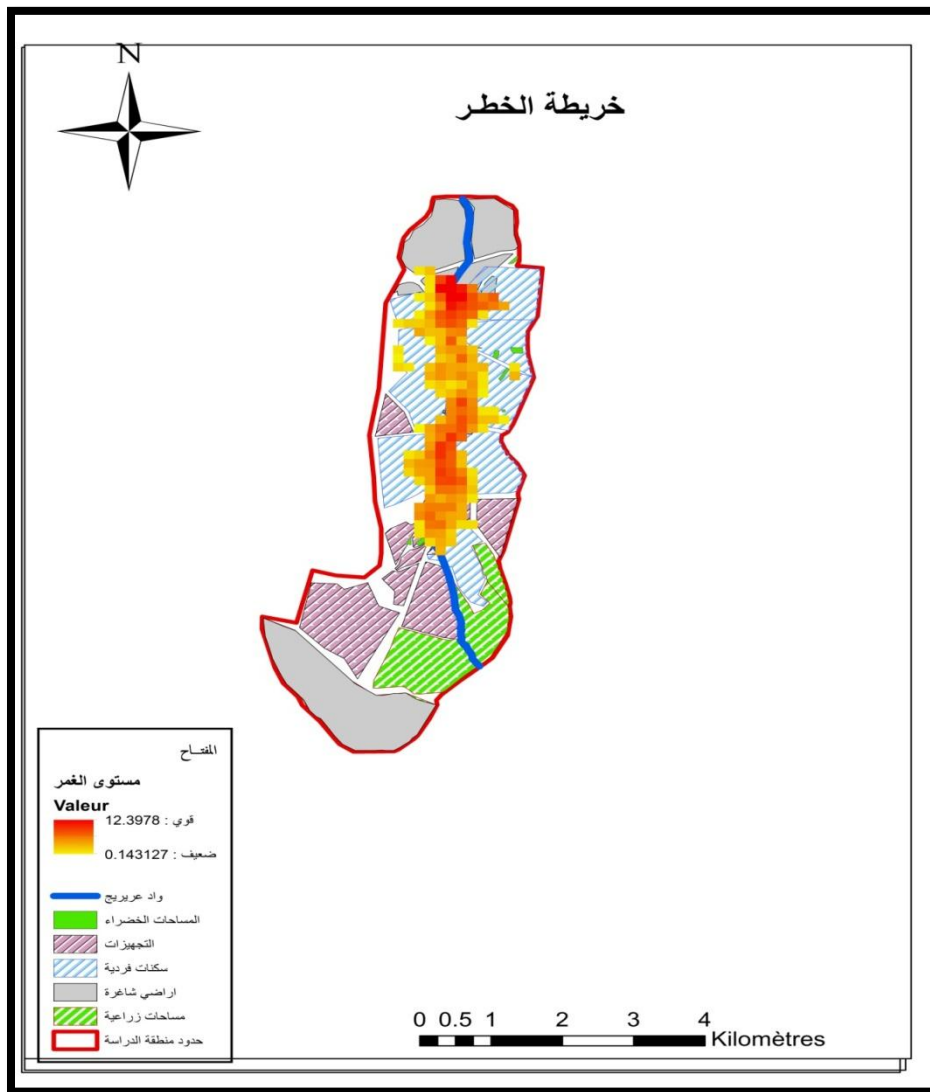 N
خريطة الخطر
المفتــاح
مستوى الغمر
Valeur
قوي : 12.3978
ضعيف : 0.143127
واد عريريج
المساحات الخضراء
التجهيزات
سكنات فردية
اراضي شاغرة
مساحات زراعية
حدود منطقة الدراسة
0 0.5 1 2 3 4
Kilomètres